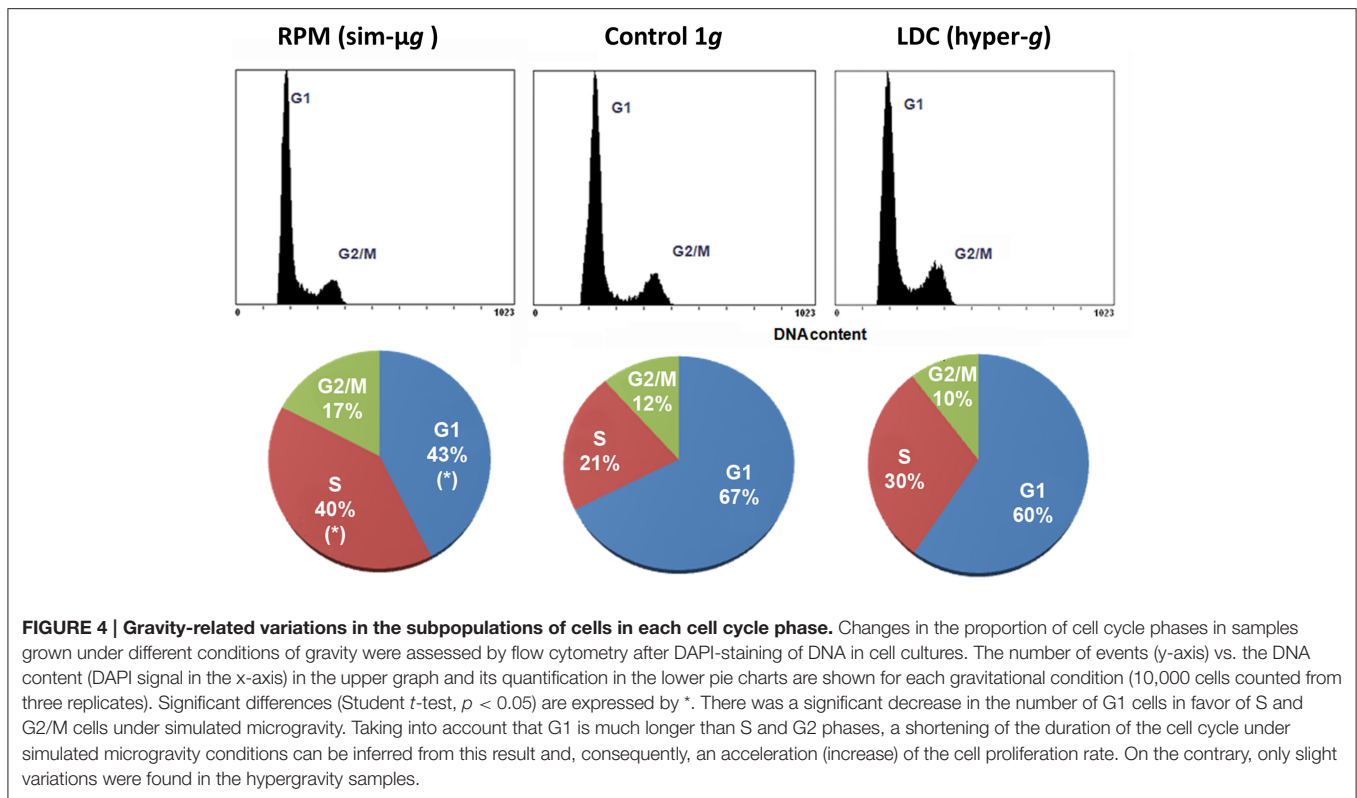 RPM (sim-µg )
Control 1g
LDC (hyper-g)
G1
G2/M
0
1023
G1
G2/M
0
1023
G1
G2/M
0
1023
DNA content
G2/M
17%
G1
43%
(*)
S
40%
(*)
G2/M
12%
S
21%
G1
67%
G2/M
10%
S
30%
G1
60%
FIGURE 4 | Gravity-related variations in the subpopulations of cells in each cell cycle phase. Changes in the proportion of cell cycle phases in samples
grown under different conditions of gravity were assessed by flow cytometry after DAPI-staining of DNA in cell cultures. The number of events (y-axis) vs. the DNA
content (DAPI signal in the x-axis) in the upper graph and its quantification in the lower pie charts are shown for each gravitational condition (10,000 cells counted from
three replicates). Significant differences (Student t-test, p < 0.05) are expressed by *. There was a significant decrease in the number of G1 cells in favor of S and
G2/M cells under simulated microgravity. Taking into account that G1 is much longer than S and G2 phases, a shortening of the duration of the cell cycle under
simulated microgravity conditions can be inferred from this result and, consequently, an acceleration (increase) of the cell proliferation rate. On the contrary, only slight
variations were found in the hypergravity samples.